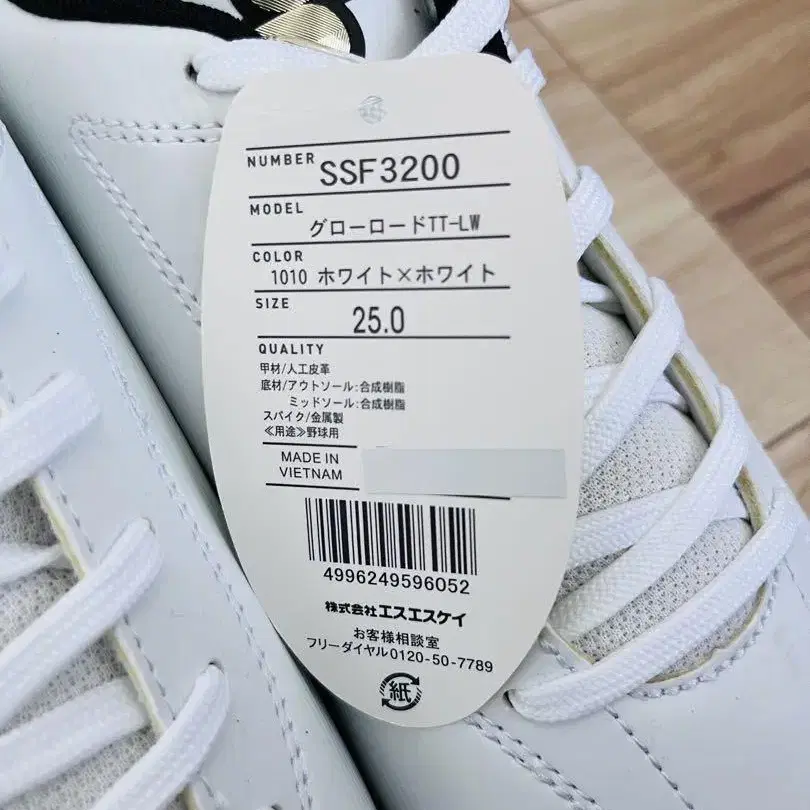 NUMBER SSF3200
MODEL
グローロードTT-LW
COLOR
1010 ホワイト×ホワイト
SIZE
25.0
QUALITY
甲材/人工皮革
底材/アウトソール:合成樹脂
ミッドソール:合成樹脂
スパイク/金属製
≪用途≫野球用
MADE IN
VIETNAM
4996249596052
株式会社エスエスケイ
お客様相談室
フリーダイヤル0120-50-7789
紙